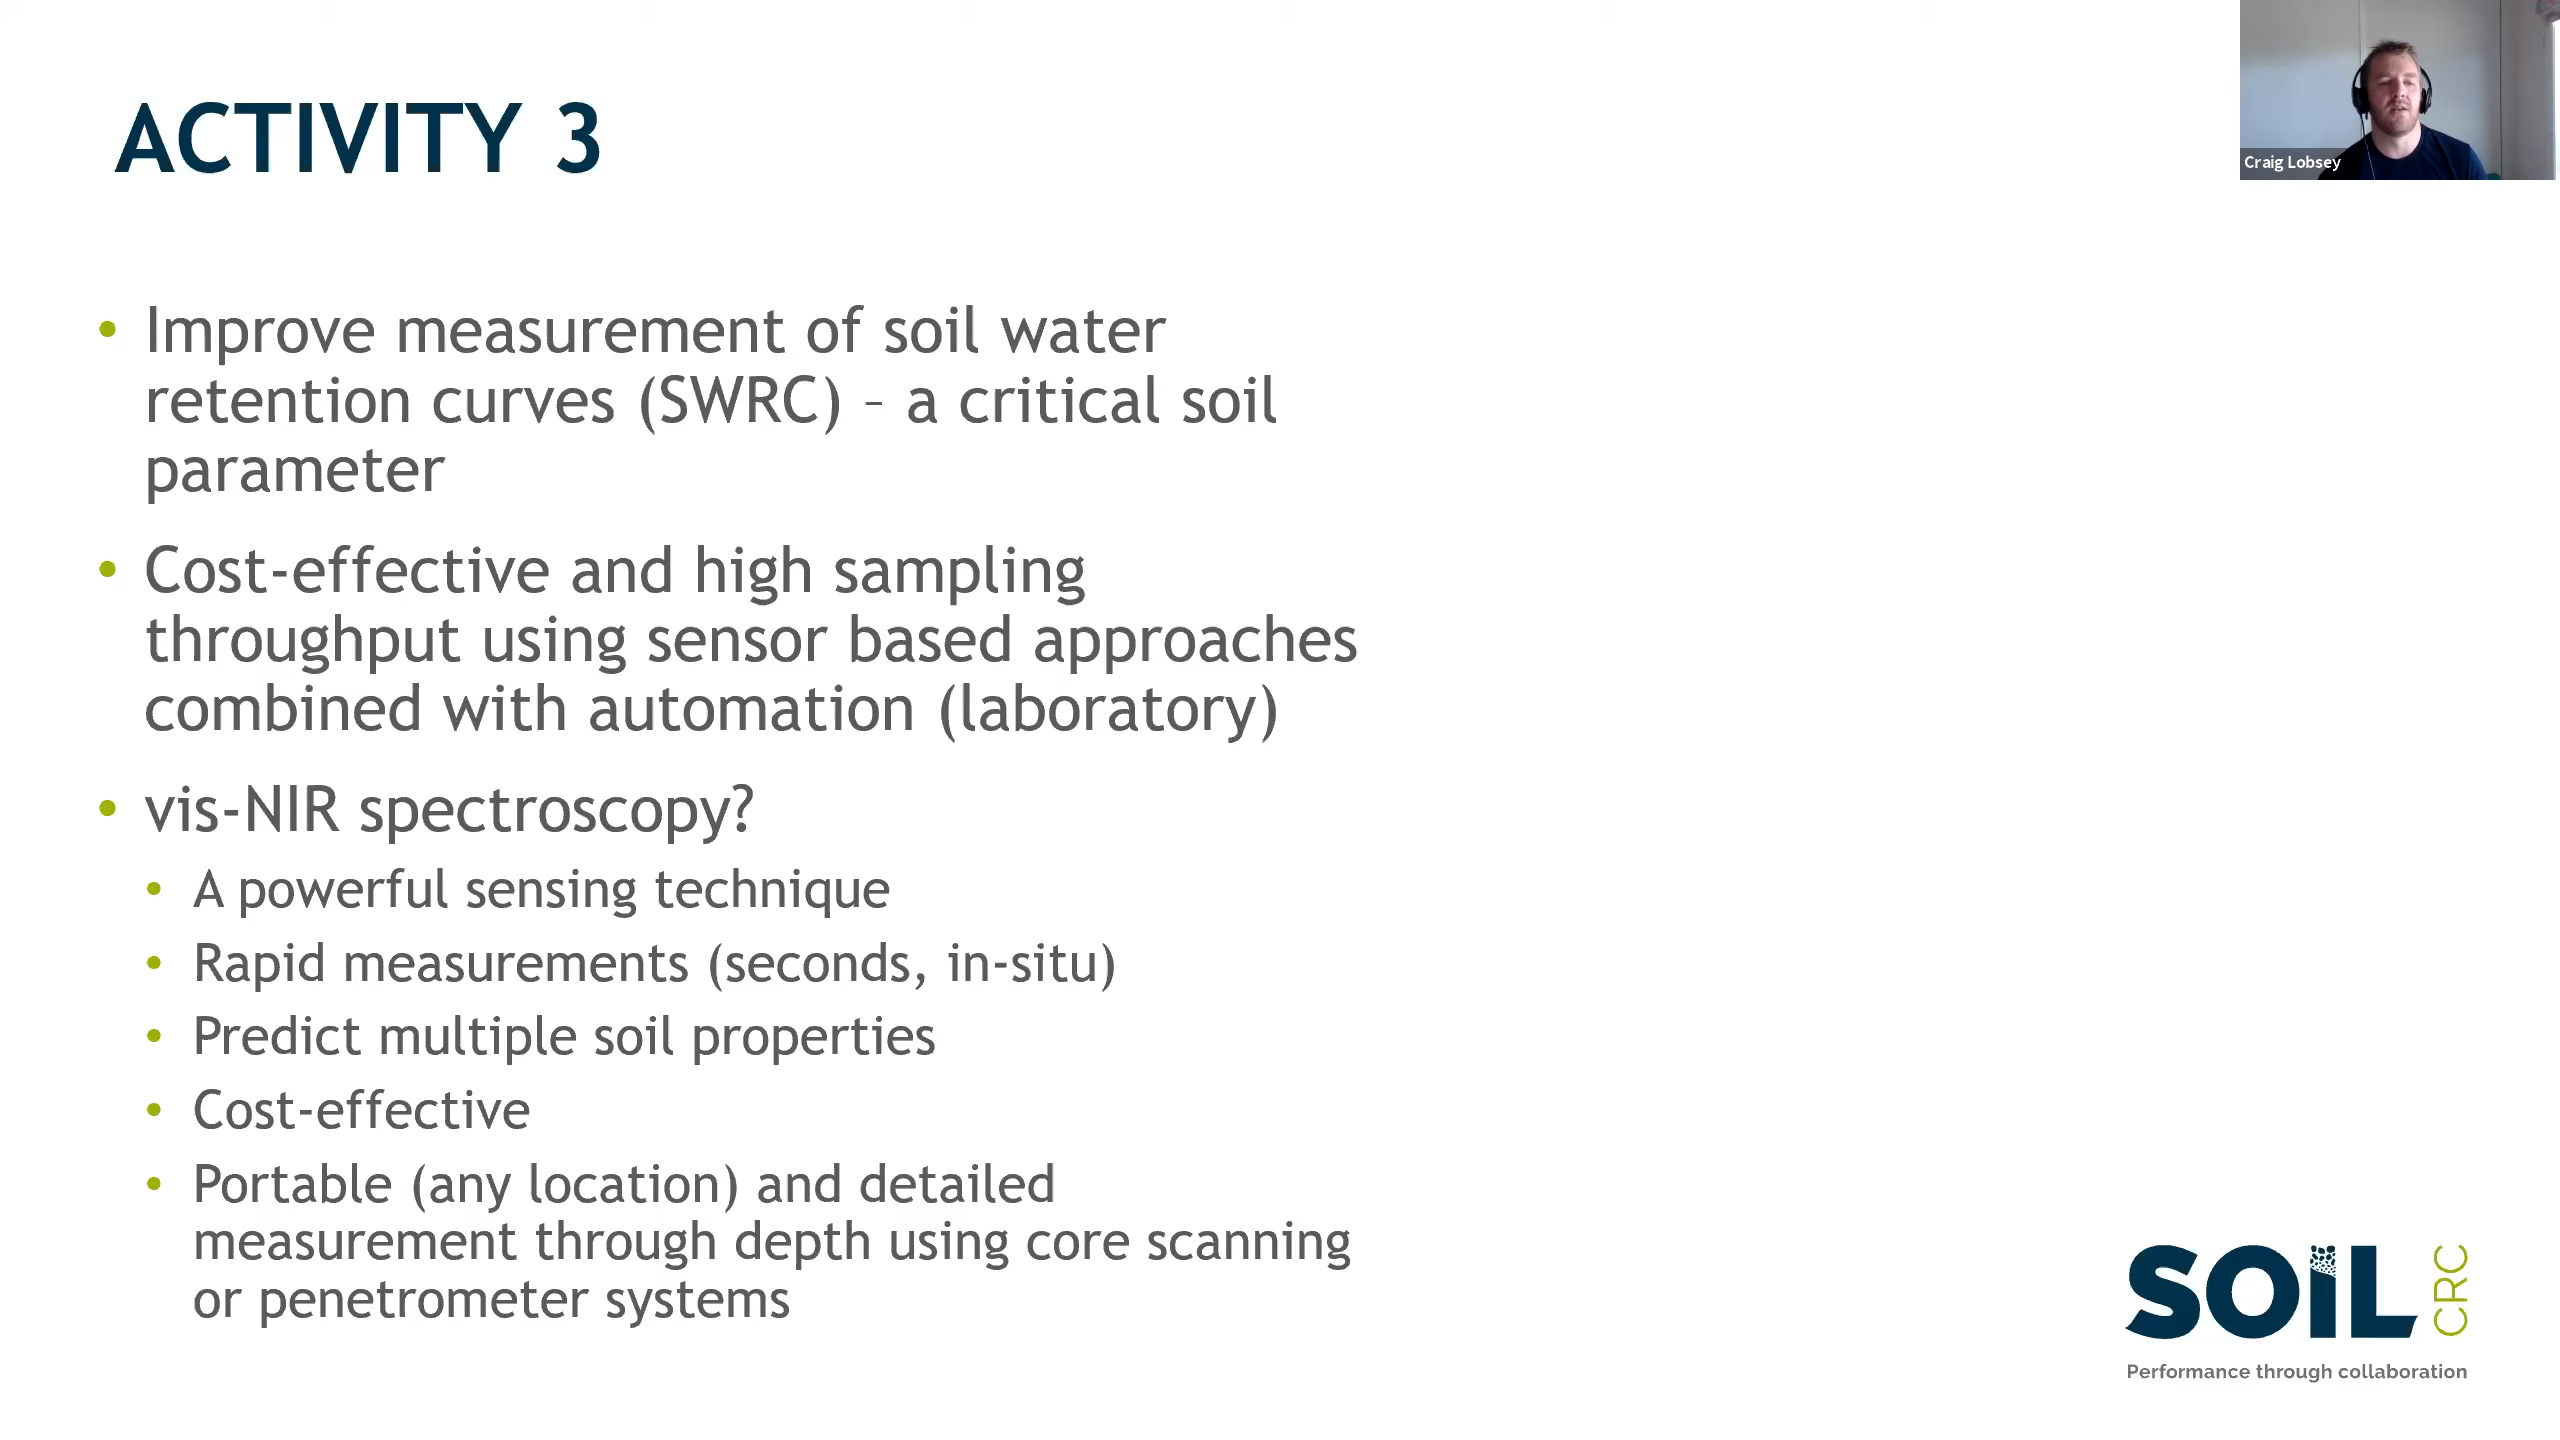 ACTIVITY 3
Craig Lobsey
• Improve measurement of soil water
retention curves (SWRC) – a critical soil
parameter
• Cost-effective and high sampling
throughput using sensor based approaches
combined with automation (laboratory)
• vis-NIR spectroscopy?
• A powerful sensing technique
• Rapid measurements (seconds, in-situ)
• Predict multiple soil properties
• Cost-effective
• Portable (any location) and detailed
measurement through depth using core scanning
or penetrometer systems
SOiL CRC
Performance through collaboration